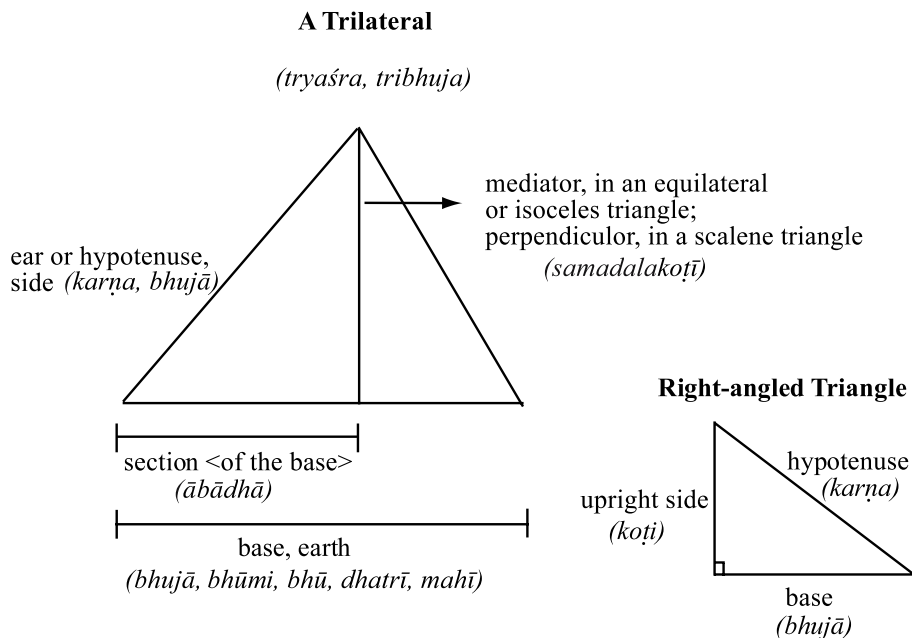 A Trilateral
(tryaśra, tribhuja)
mediator, in an equilateral
or isoceles triangle;
perpendiculor, in a scalene triangle
(samadalakoṭī)
ear or hypotenuse,
side (karṇa, bhujā)
section <of the base>
(ābādhā)
base, earth
(bhujā, bhūmi, bhū, dhatrī, mahī)
Right-angled Triangle
hypotenuse
(karṇa)
upright side
(koṭi)
base
(bhujā)